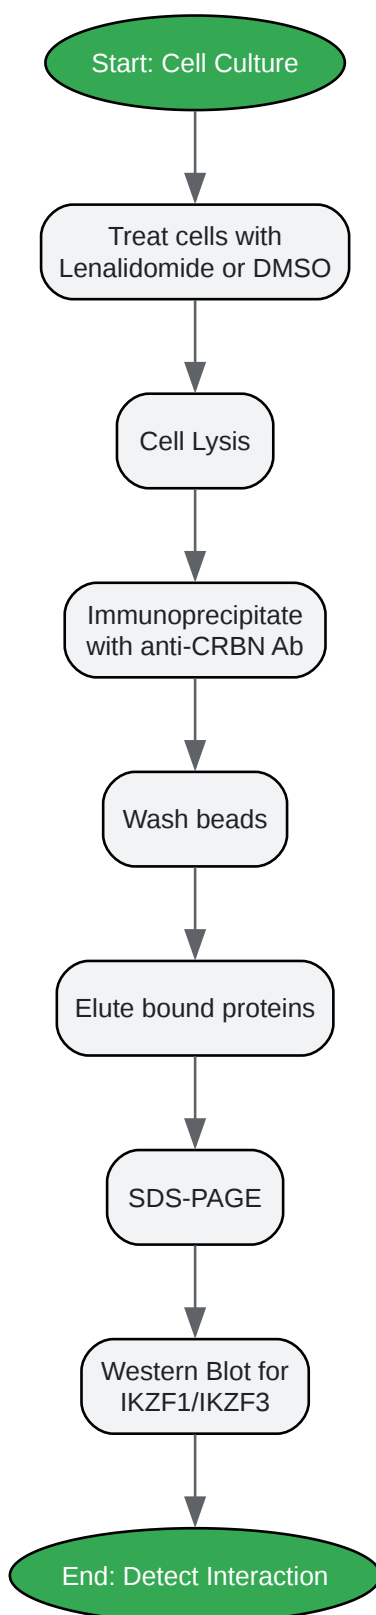 Start: Cell Culture
Treat cells with
Lenalidomide or DMSO
Cell Lysis
Immunoprecipitate
with anti-CRBN Ab
Wash beads
Elute bound proteins
SDS-PAGE
Western Blot for
IKZF1/IKZF3
End: Detect Interaction